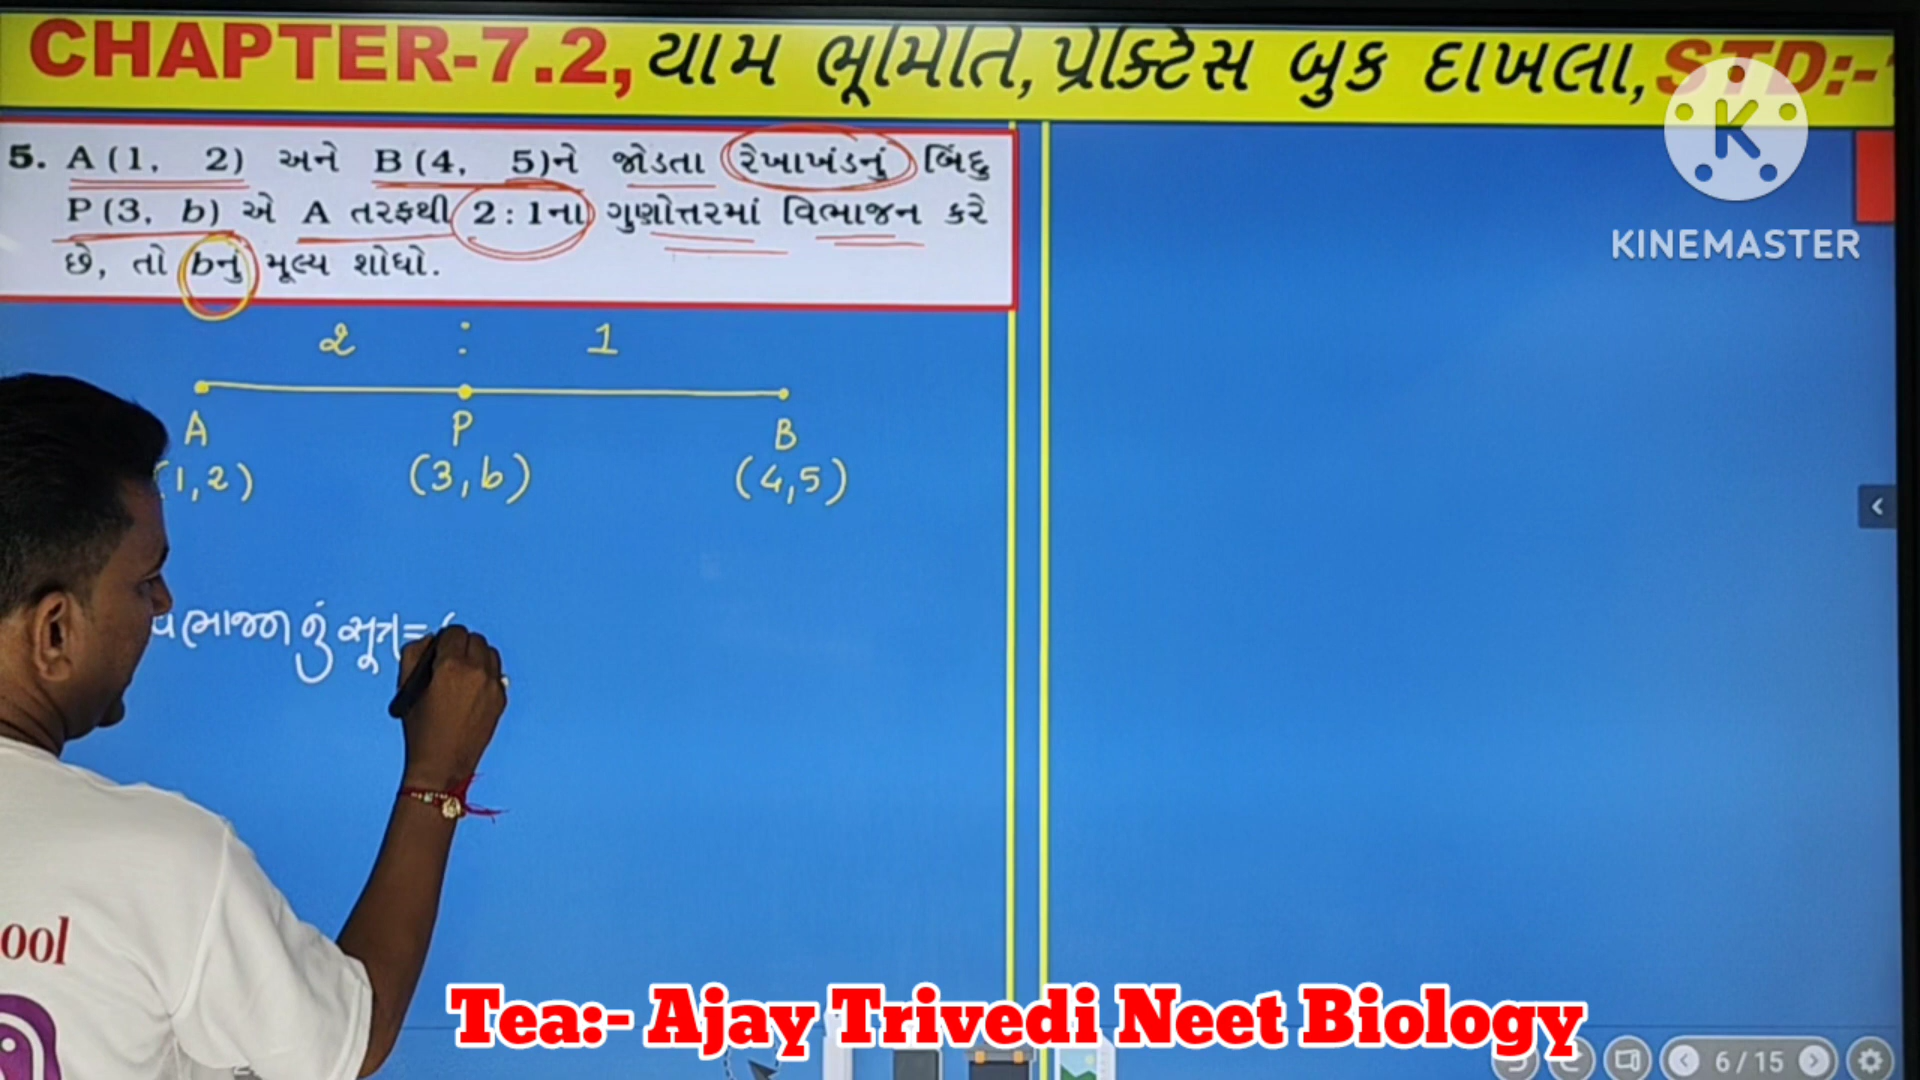 CHAPTER-7.2, યામ ભૂમિતિ, પ્રેક્ટિસ બુક દાખલા, STD:-
KINEMASTER
5. A (1, 2) અને B (4, 5)ને જોડતા રેખાખંડનું બિંદુ
P (3, b) એ A તરફથી 2 : 1ના ગુણોત્તરમાં વિભાજન કરે
છે, તો bનું મૂલ્ય શોધો.
2 : 1
A P B
(1,2) (3,b) (4,5)
નું સૂત્ર = (
ool
Tea:- Ajay Trivedi Neet Biology
6 / 15